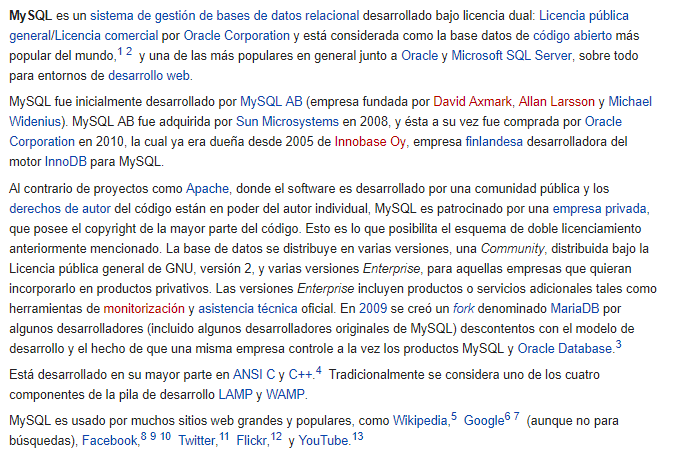 MySQL es un sistema de gestión de bases de datos relacional desarrollado bajo licencia dual: Licencia pública
general/Licencia comercial por Oracle Corporation y está considerada como la base datos de código abierto más
popular del mundo,1 2 y una de las más populares en general junto a Oracle y Microsoft SQL Server, sobre todo
para entornos de desarrollo web.
MySQL fue inicialmente desarrollado por MySQL AB (empresa fundada por David Axmark, Allan Larsson y Michael
Widenius). MySQL AB fue adquirida por Sun Microsystems en 2008, y ésta a su vez fue comprada por Oracle
Corporation en 2010, la cual ya era dueña desde 2005 de Innobase Oy, empresa finlandesa desarrolladora del
motor InnoDB para MySQL.
Al contrario de proyectos como Apache, donde el software es desarrollado por una comunidad pública y los
derechos de autor del código están en poder del autor individual, MySQL es patrocinado por una empresa privada,
que posee el copyright de la mayor parte del código. Esto es lo que posibilita el esquema de doble licenciamiento
anteriormente mencionado. La base de datos se distribuye en varias versiones, una Community, distribuida bajo la
Licencia pública general de GNU, versión 2, y varias versiones Enterprise, para aquellas empresas que quieran
incorporarlo en productos privativos. Las versiones Enterprise incluyen productos o servicios adicionales tales como
herramientas de monitorización y asistencia técnica oficial. En 2009 se creó un fork denominado MariaDB por
algunos desarrolladores (incluido algunos desarrolladores originales de MySQL) descontentos con el modelo de
desarrollo y el hecho de que una misma empresa controle a la vez los productos MySQL y Oracle Database.3
Está desarrollado en su mayor parte en ANSI C y C++.4 Tradicionalmente se considera uno de los cuatro
componentes de la pila de desarrollo LAMP y WAMP.
MySQL es usado por muchos sitios web grandes y populares, como Wikipedia,5 Google6 7 (aunque no para
búsquedas), Facebook,8 9 10 Twitter,11 Flickr,12 y YouTube.13